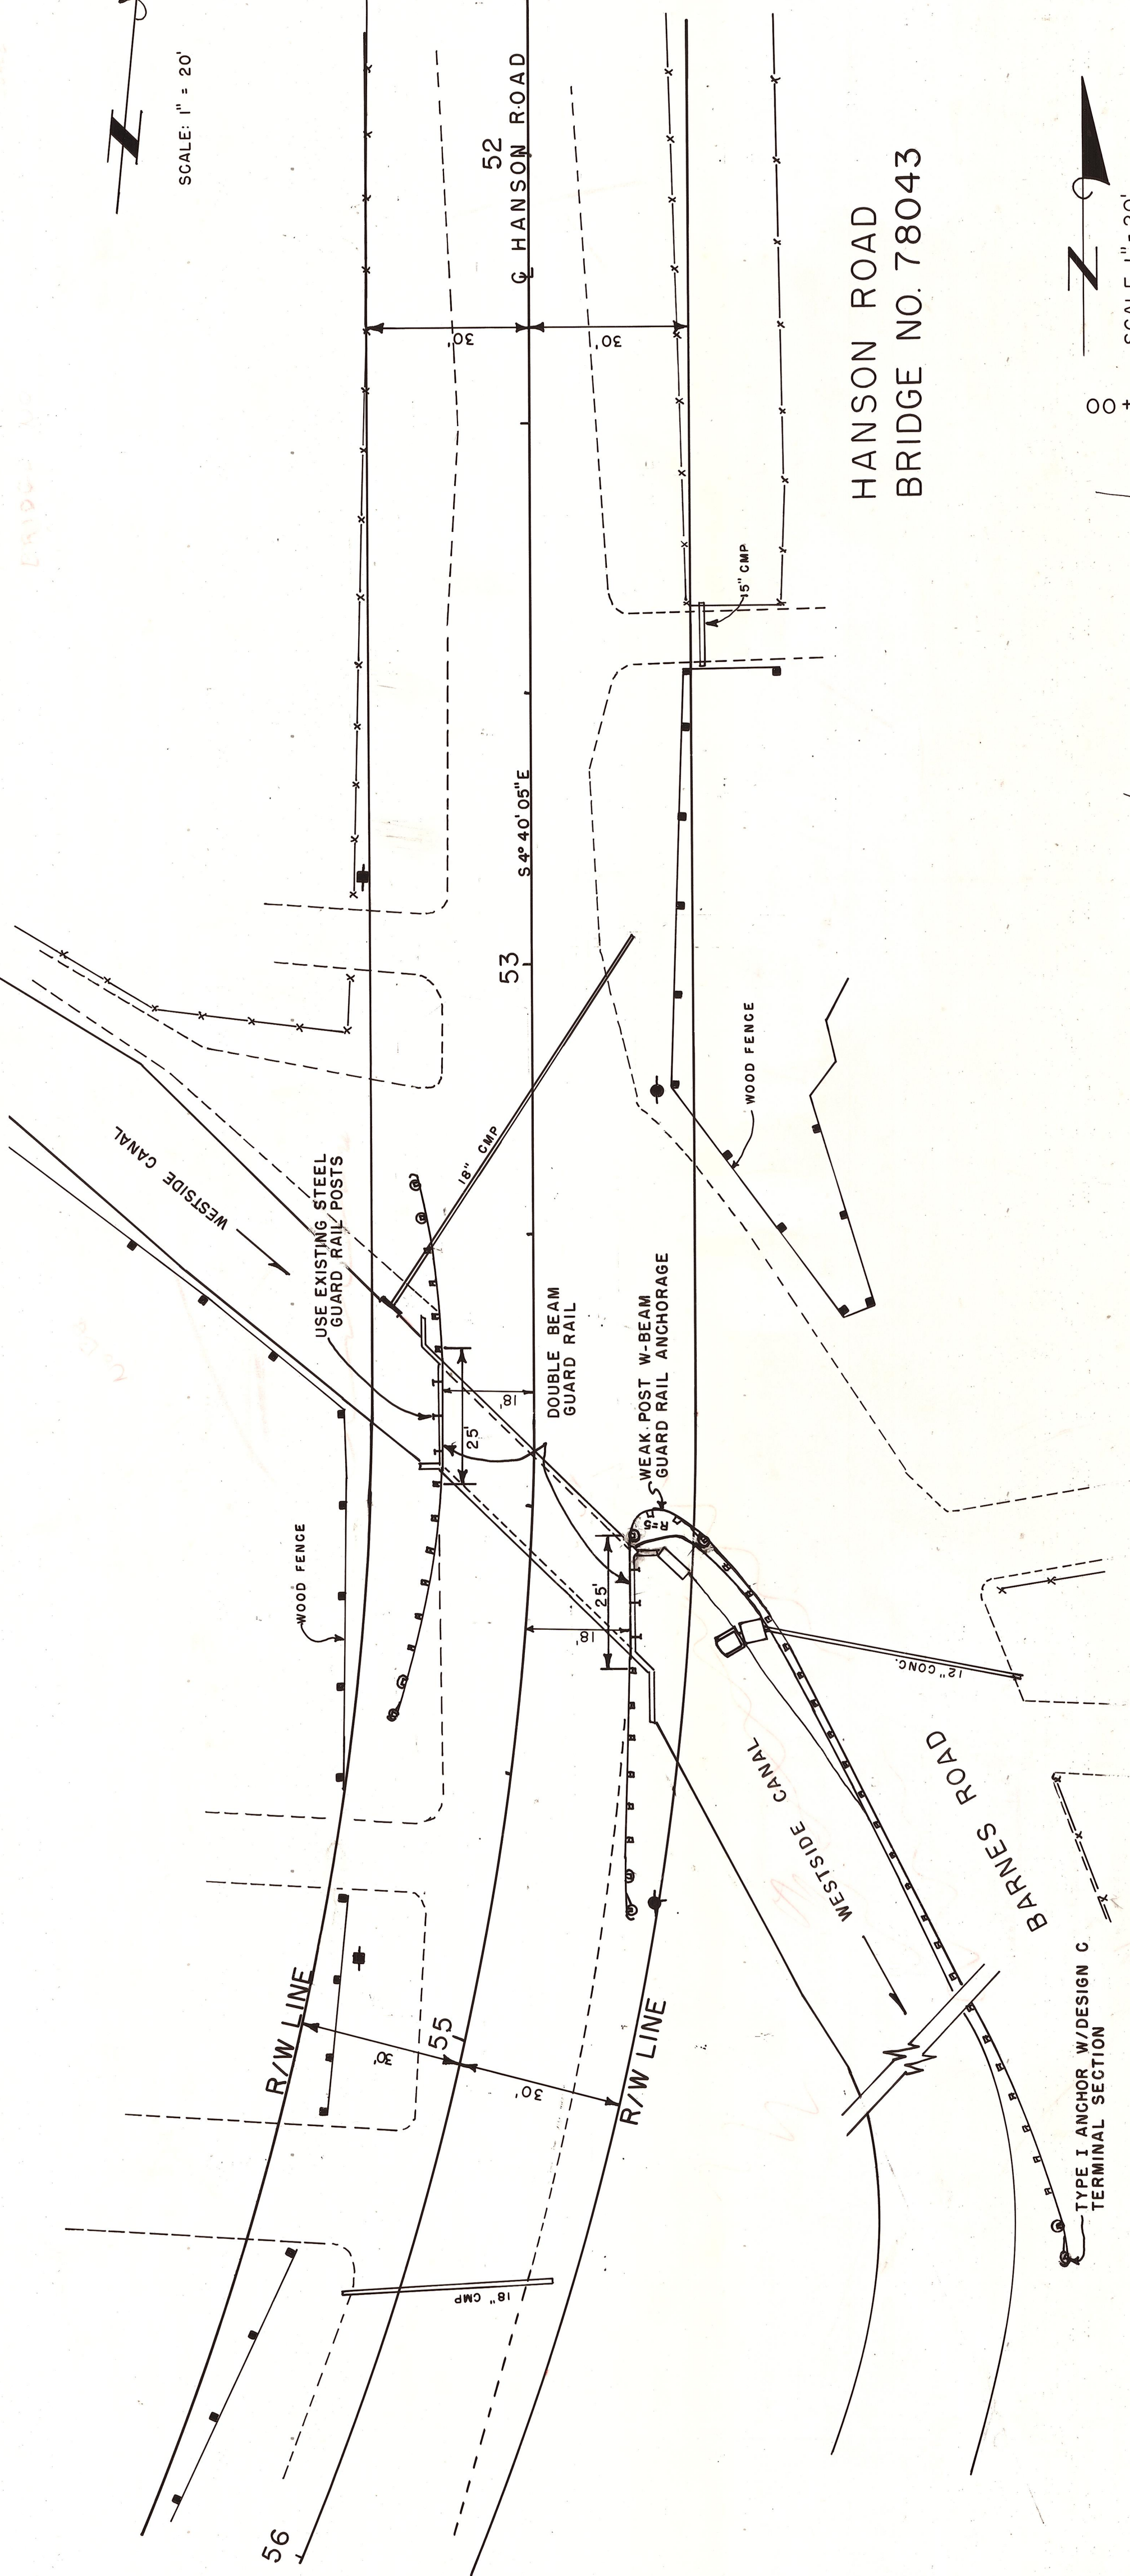 SCALE: 1" = 20'
52
℄ HANSON ROAD
30'
30'
HANSON ROAD
BRIDGE NO. 78043
N
N
00+
15" CMP
S 4° 40' 05" E
53
WESTSIDE CANAL
18" CMP
WOOD FENCE
USE EXISTING STEEL
GUARD RAIL POSTS
18'
25'
DOUBLE BEAM
GUARD RAIL
WEAK POST W-BEAM
GUARD RAIL ANCHORAGE
WOOD FENCE
25'
18'
12" CONC.
WESTSIDE CANAL
BARNES ROAD
R/W LINE
55
30'
30'
R/W LINE
TYPE I ANCHOR W/DESIGN C
TERMINAL SECTION
18" CMP
56